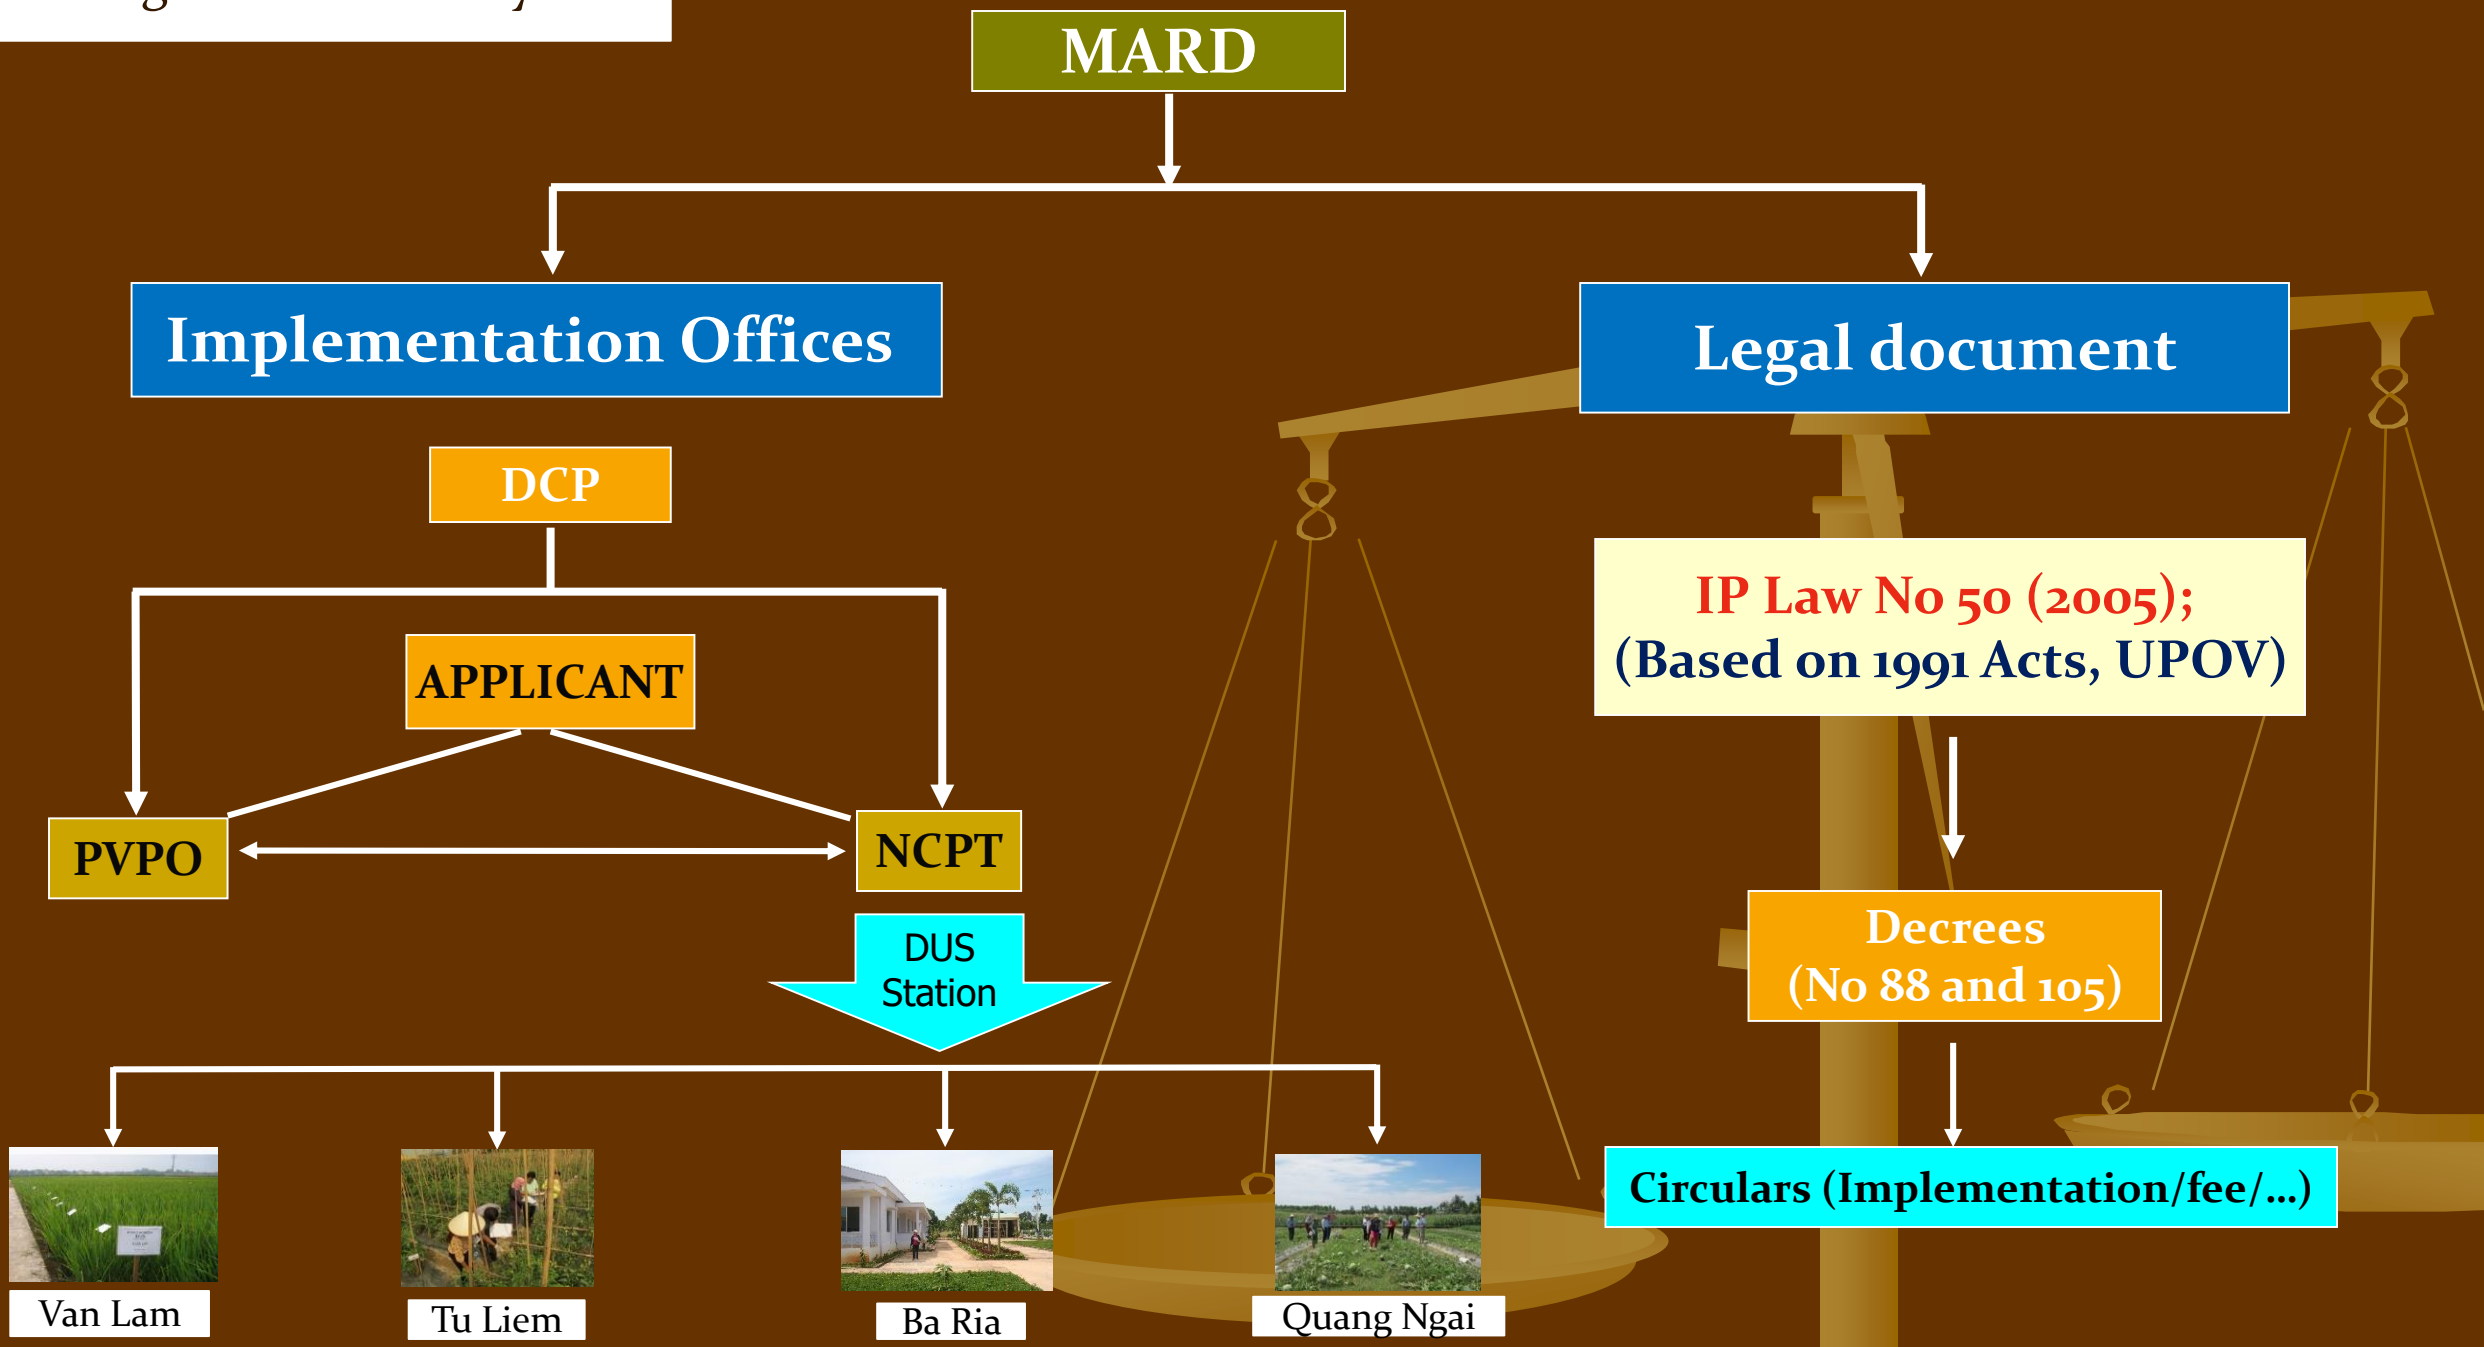 MARD
Implementation Offices
Legal document
DCP
APPLICANT
PVPO
NCPT
DUS
Station
Van Lam
Tu Liem
Ba Ria
Quang Ngai
IP Law No 50 (2005);
(Based on 1991 Acts, UPOV)
Decrees
(No 88 and 105)
Circulars (Implementation/fee/...)